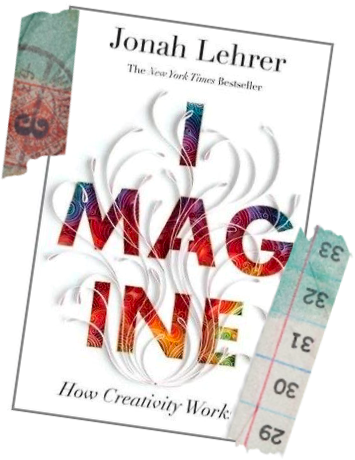 Jonah Lehrer
The New York Times Bestseller
I
MAG
INE
How Creativity Works
33
32
31
30
29